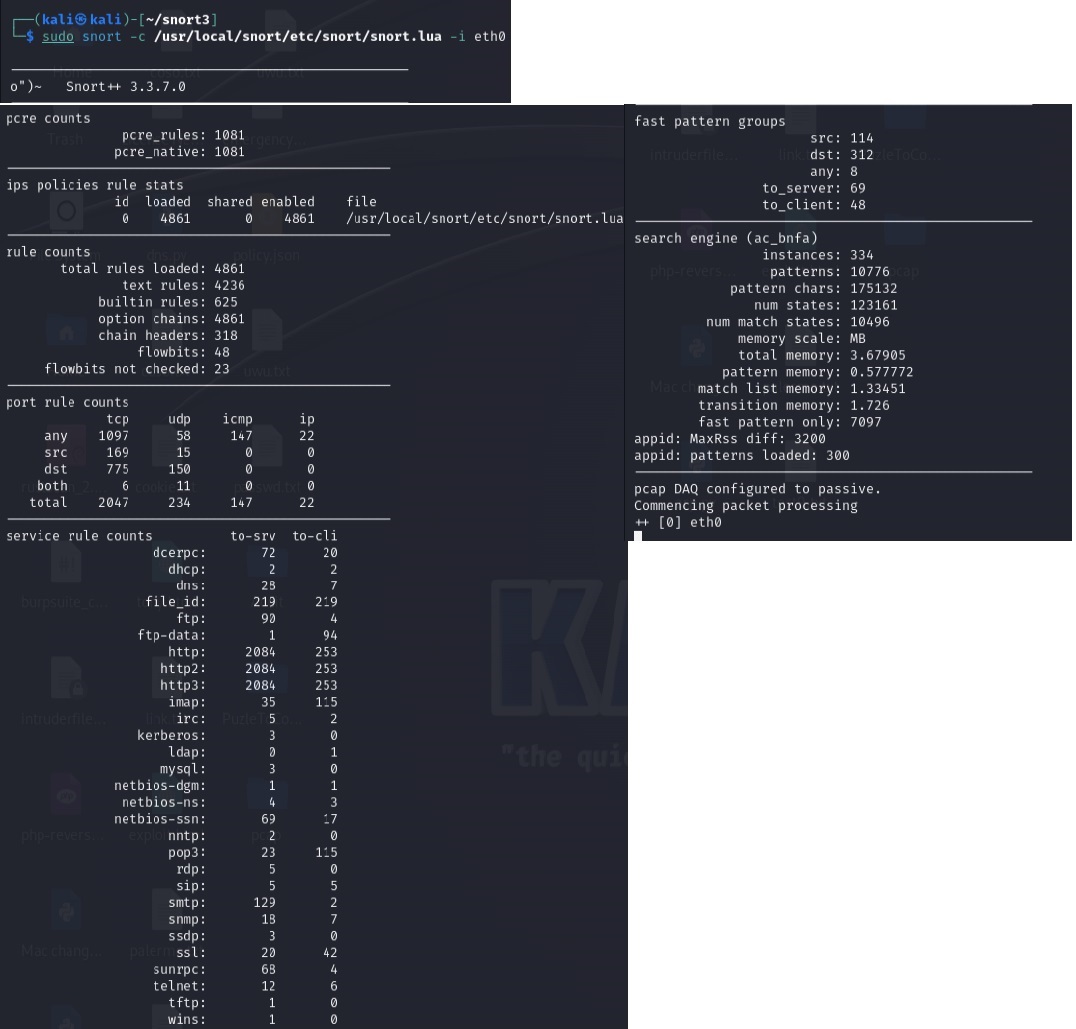 ┌──(kali㉿kali)-[~/snort3]
└─$ sudo snort -c /usr/local/snort/etc/snort/snort.lua -i eth0
o")~ Snort++ 3.3.7.0
pcre counts
pcre_rules: 1081
pcre_native: 1081
ips policies rule stats
id loaded shared enabled file
0 4861 0 4861 /usr/local/snort/etc/snort/snort.lua
rule counts
total rules loaded: 4861
text rules: 4236
builtin rules: 625
option chains: 4861
chain headers: 318
flowbits: 48
flowbits not checked: 23
port rule counts
tcp udp icmp ip
any 1097 58 147 22
src 169 15 0 0
dst 775 150 0 0
both 6 11 0 0
total 2047 234 147 22
service rule counts to-srv to-cli
dcerpc: 72 20
dhcp: 2 2
dns: 28 7
file_id: 219 219
ftp: 90 4
ftp-data: 1 94
http: 2084 253
http2: 2084 253
http3: 2084 253
imap: 35 115
irc: 5 2
kerberos: 3 0
ldap: 0 1
mysql: 3 0
netbios-dgm: 1 1
netbios-ns: 4 3
netbios-ssn: 69 17
nntp: 2 0
pop3: 23 115
rdp: 5 0
sip: 5 5
smtp: 129 2
snmp: 18 7
ssdp: 3 0
ssl: 20 42
sunrpc: 68 4
telnet: 12 6
tftp: 1 0
wins: 1 0
fast pattern groups
src: 114
dst: 312
any: 8
to_server: 69
to_client: 48
search engine (ac_bnfa)
instances: 334
patterns: 10776
pattern chars: 175132
num states: 123161
num match states: 10496
memory scale: MB
total memory: 3.67905
pattern memory: 0.577772
match list memory: 1.33451
transition memory: 1.726
fast pattern only: 7097
appid: MaxRss diff: 3200
appid: patterns loaded: 300
pcap DAQ configured to passive.
Commencing packet processing
++ [0] eth0
"the qui